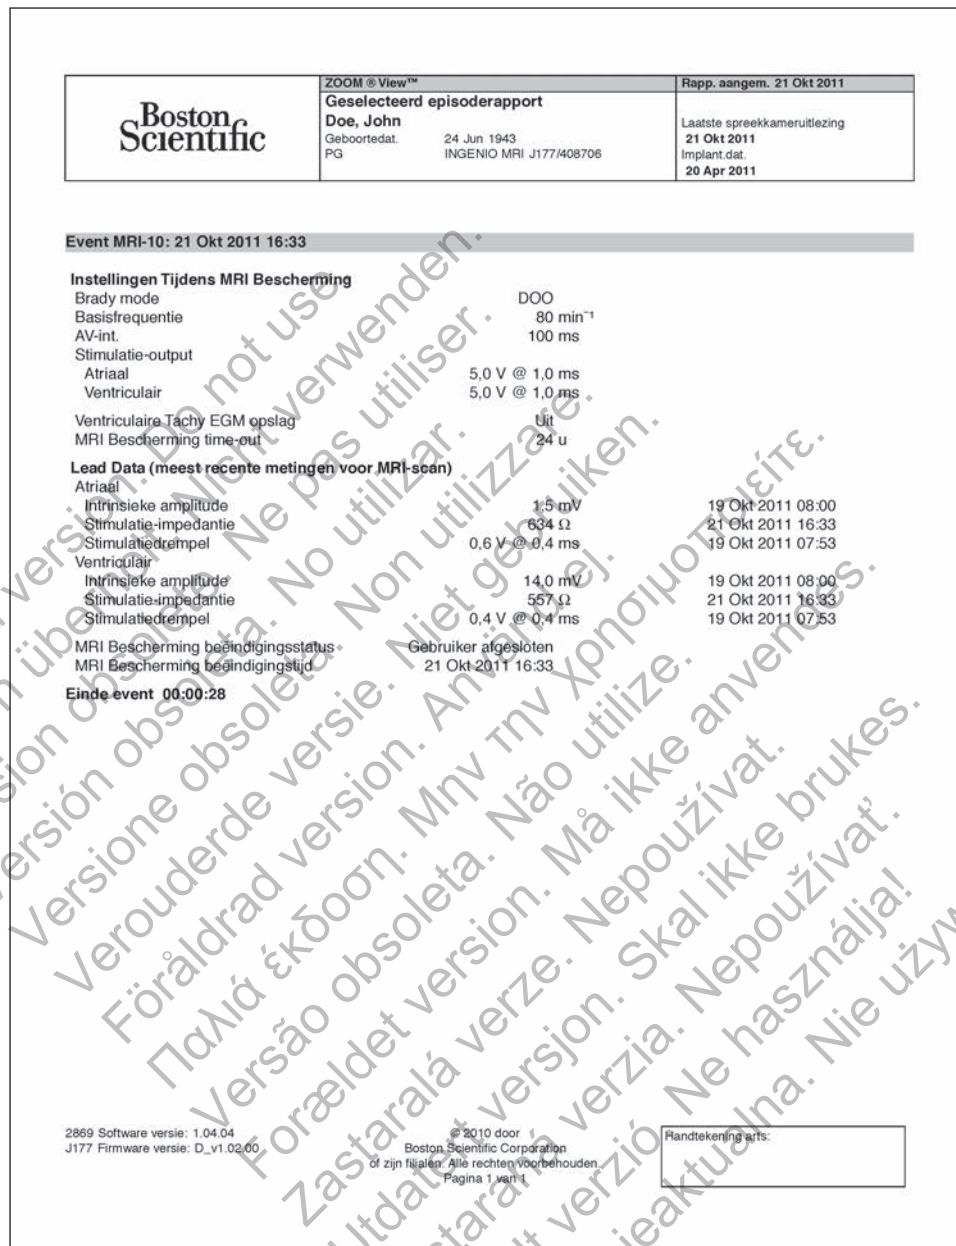 Boston
Scientific
ZOOM ® View™
Geselecteerd episoderapport
Doe, John
Geboortedat. 24 Jun 1943
PG INGENIO MRI J177/408706
Rapp. aangem. 21 Okt 2011
Laatste spreekkameruitlezing
21 Okt 2011
Implant.dat.
20 Apr 2011
Event MRI-10: 21 Okt 2011 16:33
Instellingen Tijdens MRI Bescherming
Brady mode DOO
Basisfrequentie 80 min⁻¹
AV-int. 100 ms
Stimulatie-output
Atriaal 5,0 V @ 1,0 ms
Ventriculair 5,0 V @ 1,0 ms
Ventriculaire Tachy EGM opslag Uit
MRI Bescherming time-out 24 u
Lead Data (meest recente metingen voor MRI-scan)
Atriaal
Intrinsieke amplitude 1,5 mV 19 Okt 2011 08:00
Stimulatie-impedantie 634 Ω 21 Okt 2011 16:33
Stimulatiedrempel 0,6 V @ 0,4 ms 19 Okt 2011 07:53
Ventriculair
Intrinsieke amplitude 14,0 mV 19 Okt 2011 08:00
Stimulatie-impedantie 557 Ω 21 Okt 2011 16:33
Stimulatiedrempel 0,4 V @ 0,4 ms 19 Okt 2011 07:53
MRI Bescherming beëindigingsstatus Gebruiker afgesloten
MRI Bescherming beëindigingstijd 21 Okt 2011 16:33
Einde event 00:00:28
version. Do not use.
Nicht verwenden.
version obsolète. Ne pas utiliser.
Versión obsoleta. No utilizar.
Versione obsoleta. Non utilizzare.
Verouderde versie. Niet gebruiken.
Föråldrad version. Använd ej.
Παλιά έκδοση. Μην την χρησιμοποιείτε.
Versão obsoleta. Não utilize.
Forældet version. Må ikke anvendes.
Zastaralá verze. Nepoužívat.
Utdatert versjon. Skal ikke brukes.
verzia. Nepoužívať.
verzió. Ne használja!
Nie
2869 Software versie: 1.04.04
J177 Firmware versie: D_v1.02.00
© 2010 door
Boston Scientific Corporation
of zijn filialen. Alle rechten voorbehouden.
Pagina 1 van 1
Handtekening arts: